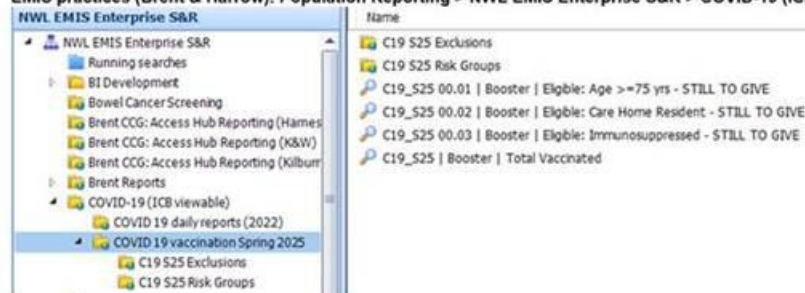 EMIS practices (Brent & Harrow): Population Reporting > NWL EMIS Enterprise S&R > COVID-19 (IC
NWL EMIS Enterprise S&R
NWL EMIS Enterprise S&R
Running searches
BI Development
Bowel Cancer Screening
Brent CCG: Access Hub Reporting (Harnes
Brent CCG: Access Hub Reporting (K&W)
Brent CCG: Access Hub Reporting (Kilburr
Brent Reports
COVID-19 (ICB viewable)
COVID 19 daily reports (2022)
COVID 19 vaccination Spring 2025
C19 S25 Exclusions
C19 S25 Risk Groups
Name
C19 S25 Exclusions
C19 S25 Risk Groups
C19_S25 00.01 | Booster | Eligible: Age >=75 yrs - STILL TO GIVE
C19_S25 00.02 | Booster | Eligible: Care Home Resident - STILL TO GIVE
C19_S25 00.03 | Booster | Eligible: Immunosuppressed - STILL TO GIVE
C19_S25 | Booster | Total Vaccinated